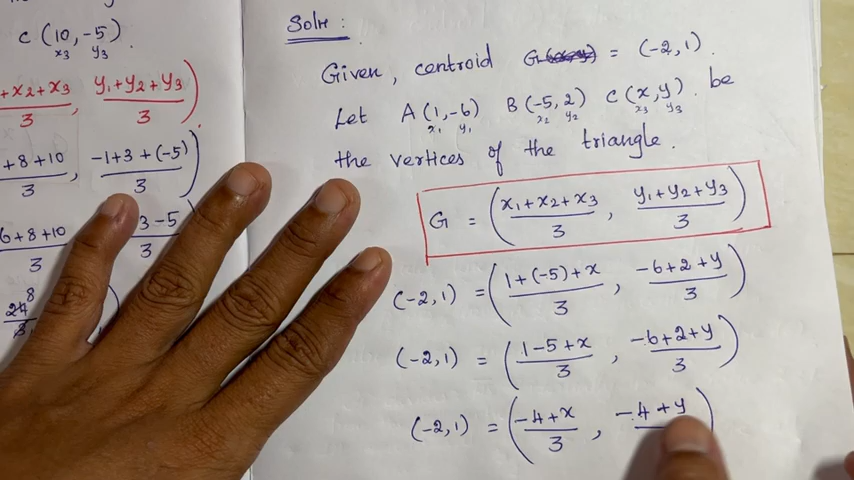 C (10, -5).
x3 y3
+x2+x3 / 3 , y1+y2+y3 / 3 ).
+8+10 / 3 , -1+3+(-5) / 3 )
6+8+10 / 3 3-5 / 3
24 8 / 3
Soln :
Given, centroid G = (-2,1).
Let A (1,-6) B (-5,2) C (x,y) be
x1 y1 x2 y2 x3 y3
the vertices of the triangle.
G = ( x1+x2+x3 / 3 , y1+y2+y3 / 3 )
(-2,1) = ( 1+(-5)+x / 3 , -6+2+y / 3 )
(-2,1) = ( 1-5+x / 3 , -6+2+y / 3 )
(-2,1) = ( -4+x / 3 , -4+y )